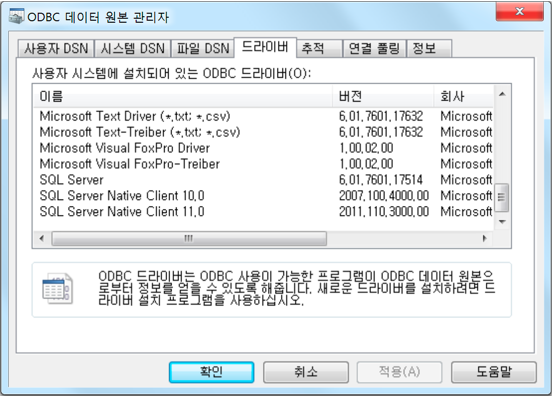 ODBC 데이터 원본 관리자
사용자 DSN 시스템 DSN 파일 DSN 드라이버 추적 연결 풀링 정보
사용자 시스템에 설치되어 있는 ODBC 드라이버(O):
이름 버전 회사
Microsoft Text Driver (*.txt; *.csv) 6.01.7601.17632 Microsoft
Microsoft Text-Treiber (*.txt; *.csv) 6.01.7601.17632 Microsoft
Microsoft Visual FoxPro Driver 1.00.02.00 Microsoft
Microsoft Visual FoxPro-Treiber 1.00.02.00 Microsoft
SQL Server 6.01.7601.17514 Microsoft
SQL Server Native Client 10.0 2007.100.4000.00 Microsoft
SQL Server Native Client 11.0 2011.110.3000.00 Microsoft
ODBC 드라이버는 ODBC 사용이 가능한 프로그램이 ODBC 데이터 원본으
로부터 정보를 얻을 수 있도록 해줍니다. 새로운 드라이버를 설치하려면 드
라이버 설치 프로그램을 사용하십시오.
확인 취소 적용(A) 도움말